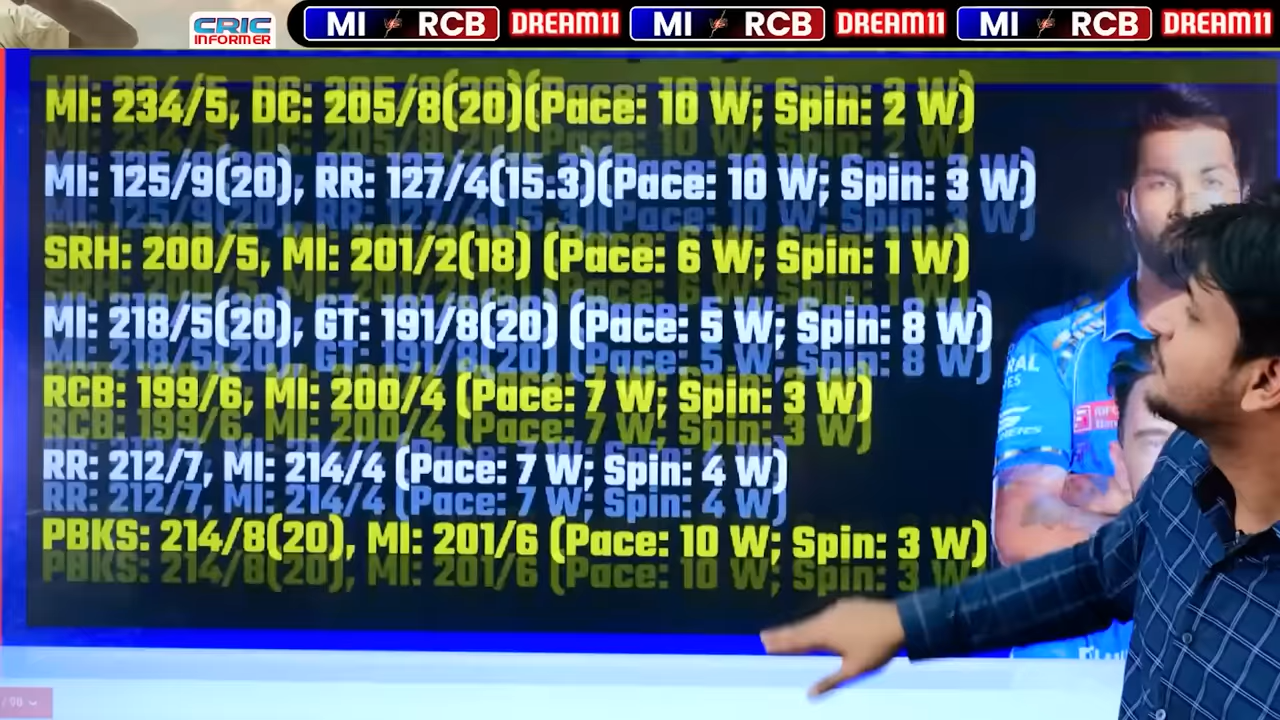 CRIC
INFORMER
MI VS RCB DREAM11 MI VS RCB DREAM11 MI VS RCB DREAM11
MI: 234/5, DC: 205/8(20)(Pace: 10 W; Spin: 2 W)
MI: 125/9(20), RR: 127/4(15.3)(Pace: 10 W; Spin: 3 W)
SRH: 200/5, MI: 201/2(18) (Pace: 6 W; Spin: 1 W)
MI: 218/5(20), GT: 191/8(20) (Pace: 5 W; Spin: 8 W)
RCB: 199/6, MI: 200/4 (Pace: 7 W; Spin: 3 W)
RR: 212/7, MI: 214/4 (Pace: 7 W; Spin: 4 W)
PBKS: 214/8(20), MI: 201/6 (Pace: 10 W; Spin: 3 W)